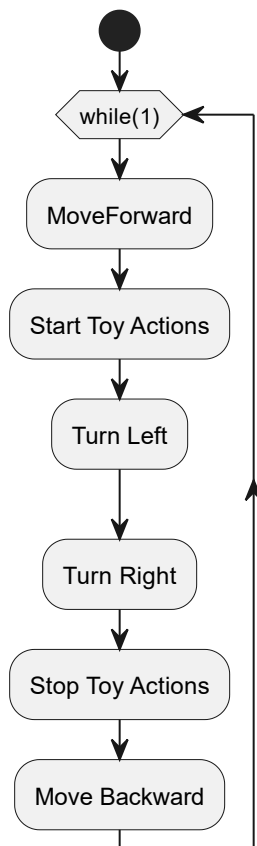 while(1)
MoveForward
Start Toy Actions
Turn Left
Turn Right
Stop Toy Actions
Move Backward